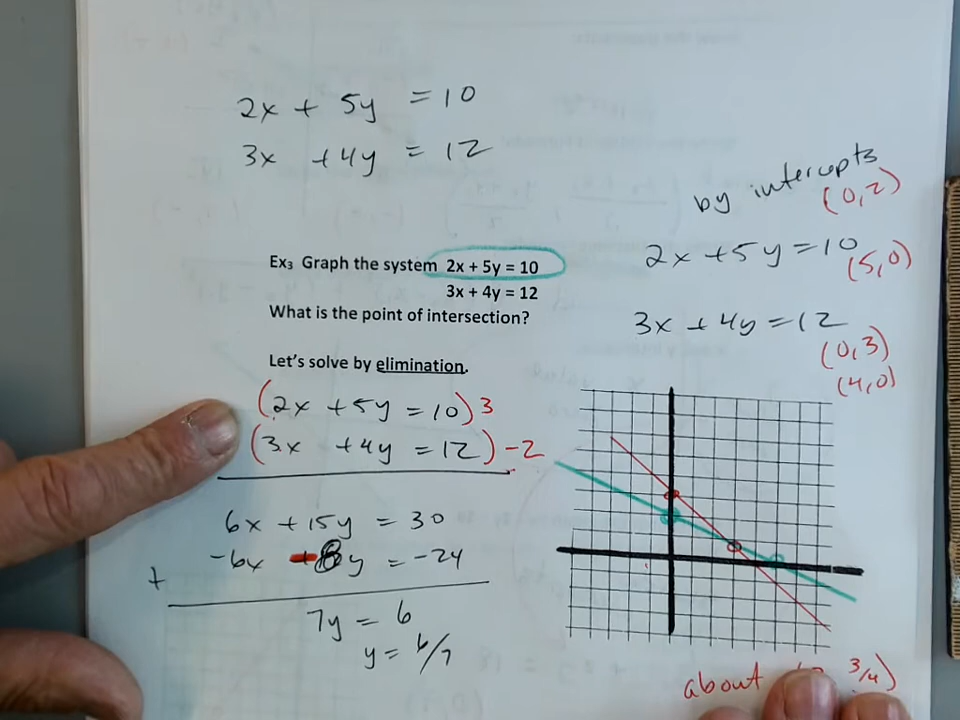 2x + 5y = 10
3x + 4y = 12
by intercepts
(0,2)
2x + 5y = 10
(5,0)
3x + 4y = 12
(0,3)
(4,0)
Ex3 Graph the system 2x + 5y = 10
3x + 4y = 12
What is the point of intersection?
Let's solve by elimination.
(2x + 5y = 10) 3
(3x + 4y = 12) -2
6x + 15y = 30
-6x - 8y = -24
+
7y = 6
y = 6/7
about 3/4)